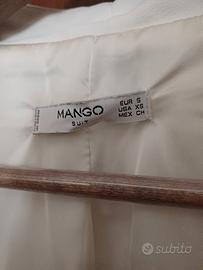 MANGO
SUIT
EUR S
USA XS
MEX CH
subito